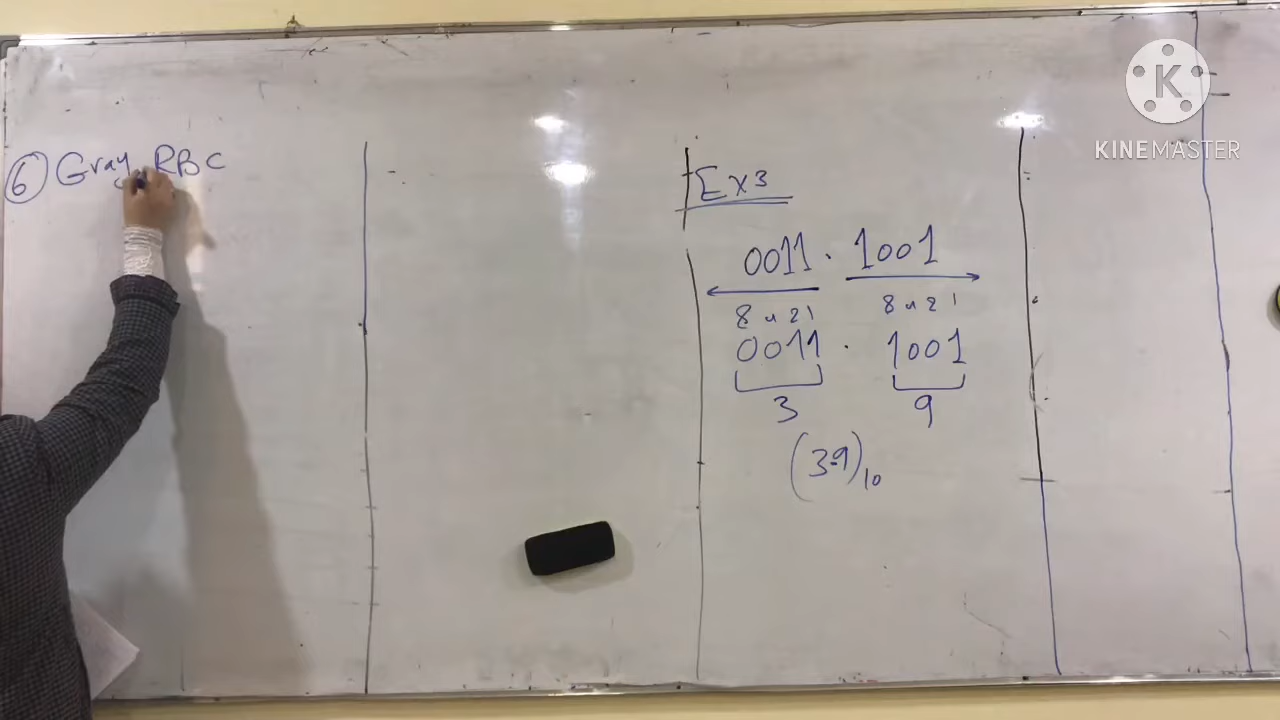 6 Gray RBC
Ex3
0011 . 1001
8 4 2 1 8 4 2 1
0011 . 1001
3 9
(3.9)10
K
KINEMASTER